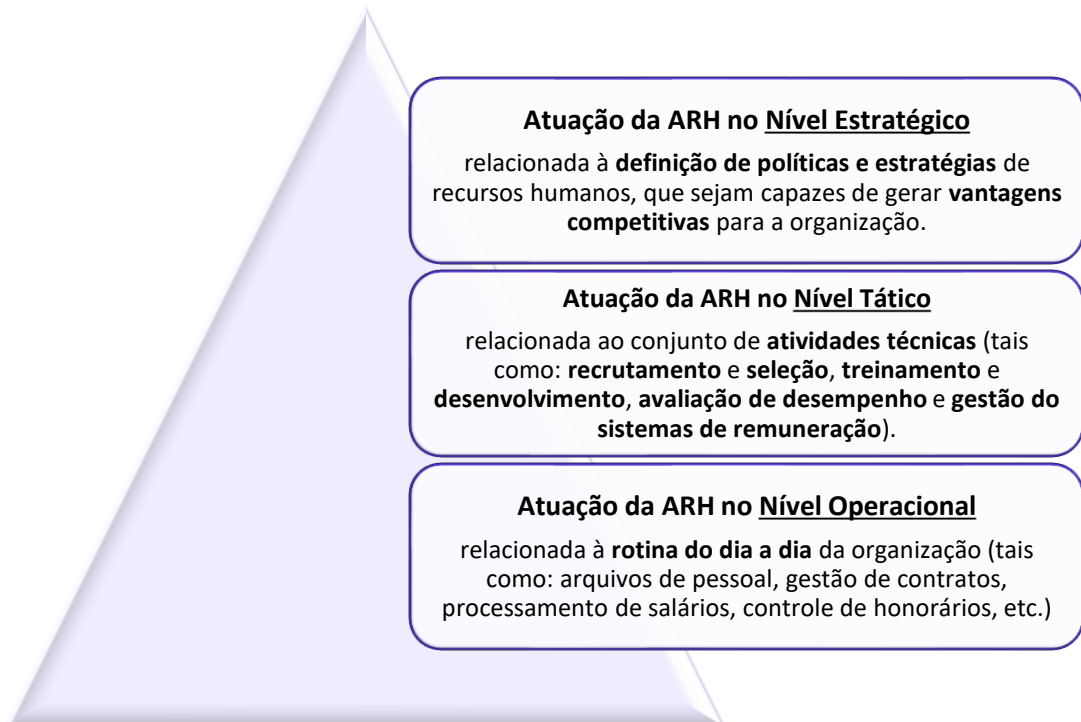 Atuação da ARH no Nível Estratégico
relacionada à definição de políticas e estratégias de
recursos humanos, que sejam capazes de gerar vantagens
competitivas para a organização.
Atuação da ARH no Nível Tático
relacionada ao conjunto de atividades técnicas (tais
como: recrutamento e seleção, treinamento e
desenvolvimento, avaliação de desempenho e gestão do
sistemas de remuneração).
Atuação da ARH no Nível Operacional
relacionada à rotina do dia a dia da organização (tais
como: arquivos de pessoal, gestão de contratos,
processamento de salários, controle de honorários, etc.)